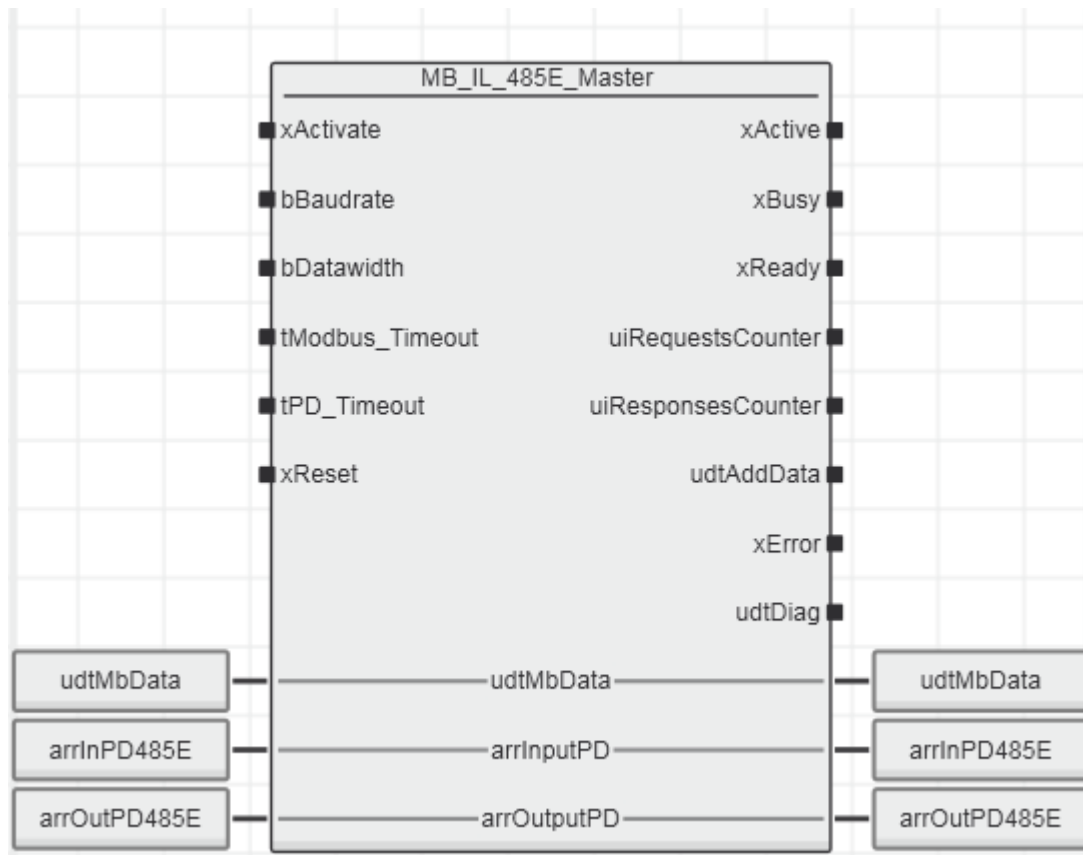 MB_IL_485E_Master
xActivate xActive
bBaudrate xBusy
bDatawidth xReady
tModbus_Timeout uiRequestsCounter
tPD_Timeout uiResponsesCounter
xReset udtAddData
xError
udtDiag
udtMbData udtMbData udtMbData
arrInPD485E arrInputPD arrInPD485E
arrOutPD485E arrOutputPD arrOutPD485E